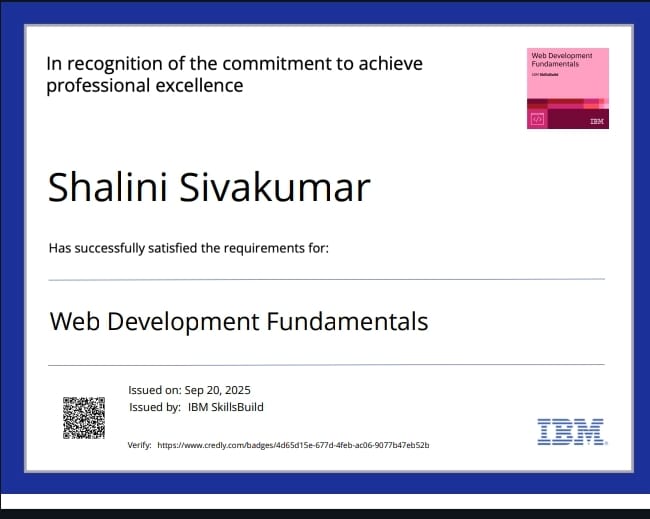 In recognition of the commitment to achieve
professional excellence
Web Development
Fundamentals
IBM SkillsBuild
IBM
Shalini Sivakumar
Has successfully satisfied the requirements for:
Web Development Fundamentals
Issued on: Sep 20, 2025
Issued by: IBM SkillsBuild
Verify: https://www.credly.com/badges/4d65d15e-677d-4feb-ac06-9077b47eb52b
IBM